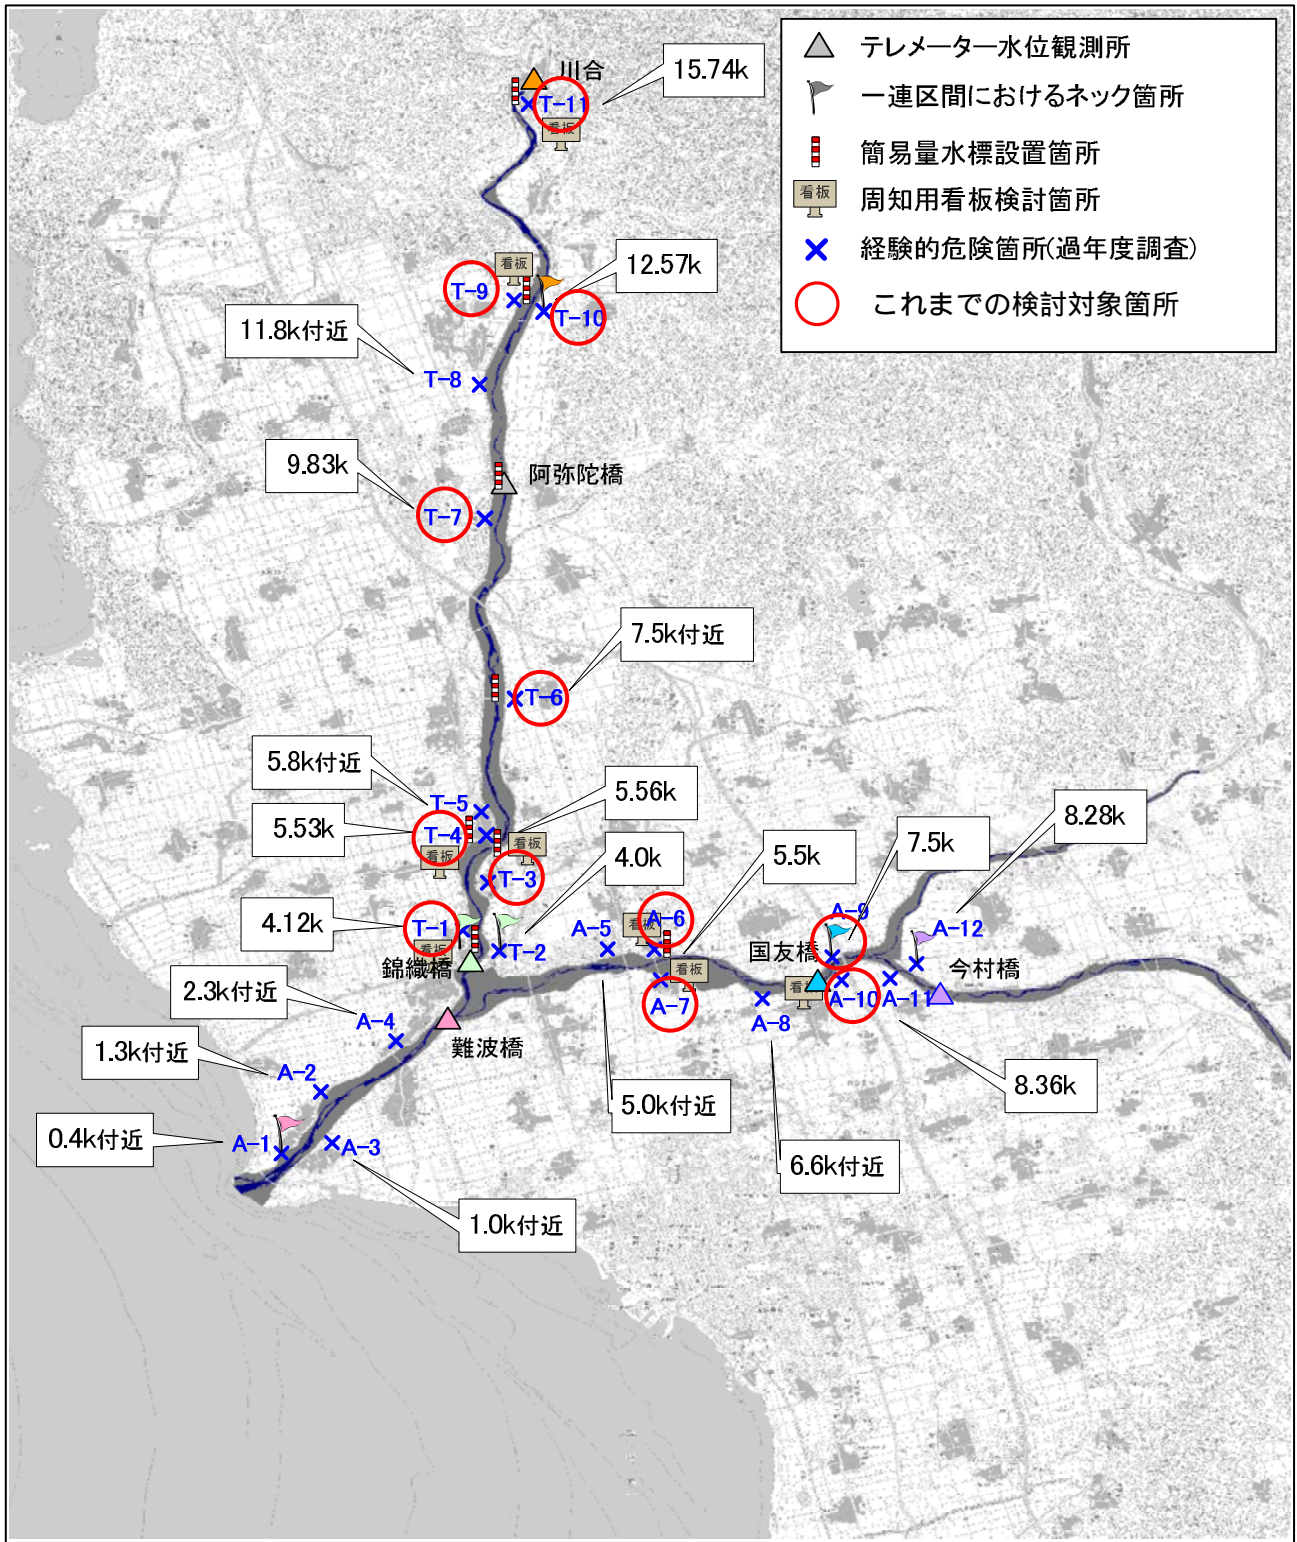 テレメーター水位観測所
一連区間におけるネック箇所
簡易量水標設置箇所
看板
周知用看板検討箇所
経験的危険箇所(過年度調査)
これまでの検討対象箇所
川合
15.74k
T-11
看板
12.57k
看板
T-9
T-10
11.8k付近
T-8
9.83k
阿弥陀橋
T-7
7.5k付近
T-6
5.8k付近
5.56k
T-5
5.53k
T-4
看板
看板
8.28k
7.5k
5.5k
4.0k
T-3
4.12k
T-1
看板
T-2
錦織橋
A-5
看板
A-6
A-9
A-12
国友橋
今村橋
看板
看板
A-7
A-10
A-11
A-8
2.3k付近
A-4
難波橋
1.3k付近
A-2
5.0k付近
8.36k
0.4k付近
A-1
A-3
6.6k付近
1.0k付近